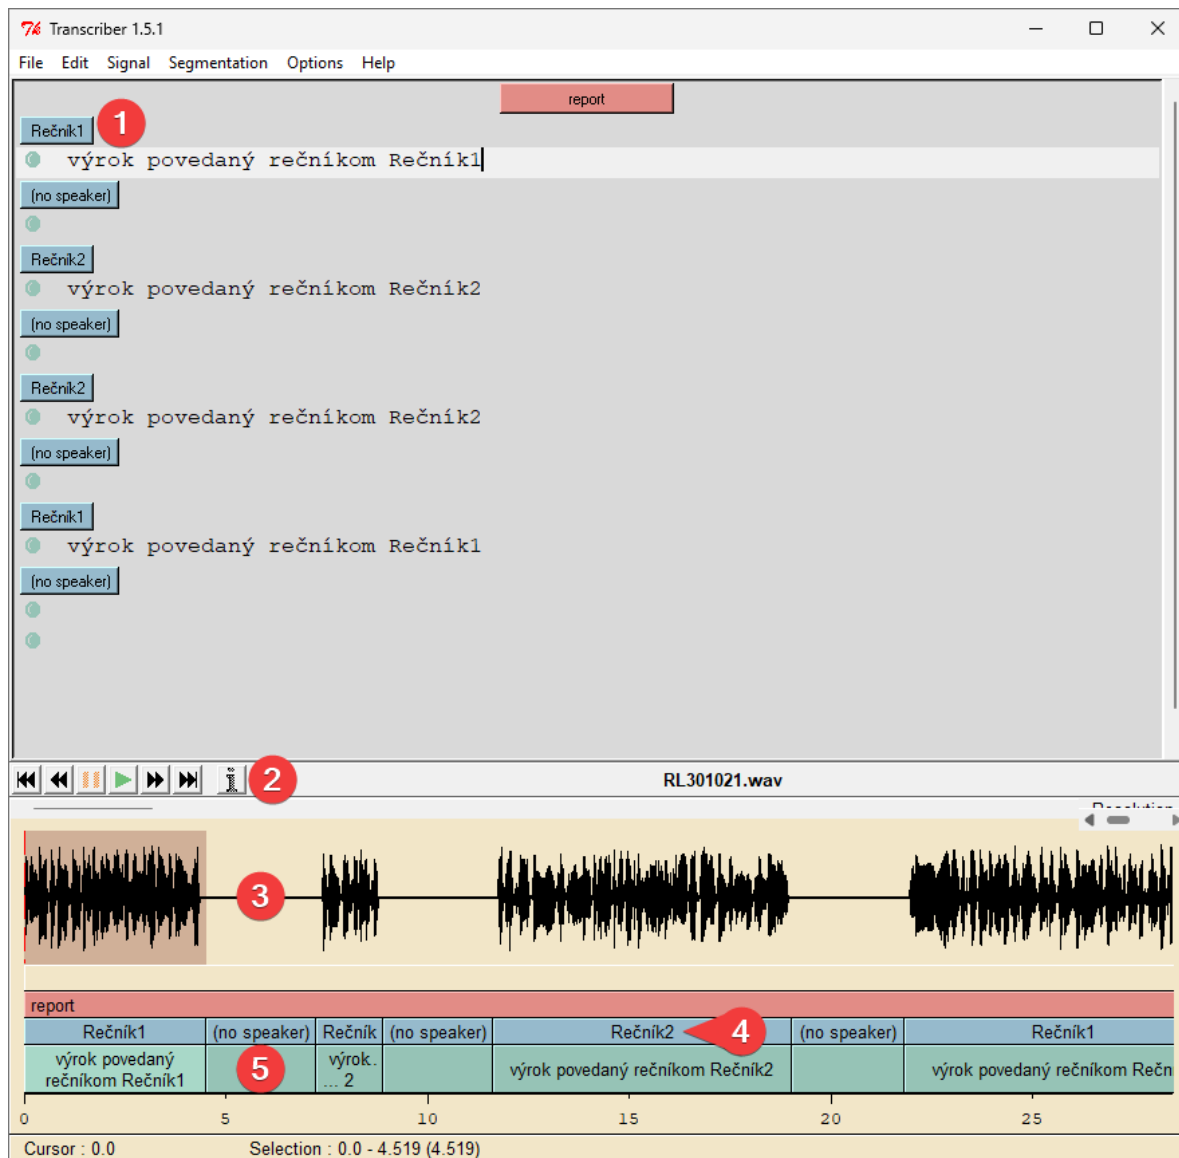 Transcriber 1.5.1
File Edit Signal Segmentation Options Help
report
Rečník1 1
výrok povedaný rečníkom Rečník1
(no speaker)
Rečník2
výrok povedaný rečníkom Rečník2
(no speaker)
Rečník2
výrok povedaný rečníkom Rečník2
(no speaker)
Rečník1
výrok povedaný rečníkom Rečník1
(no speaker)
i 2 RL301021.wav
Resolution
3
report
Rečník1 (no speaker) Rečník (no speaker) Rečník2 4 (no speaker) Rečník1
výrok povedaný
rečníkom Rečník1
5
výrok.
... 2
výrok povedaný rečníkom Rečník2
výrok povedaný rečníkom Rečn
0 5 10 15 20 25
Cursor : 0.0 Selection : 0.0 - 4.519 (4.519)